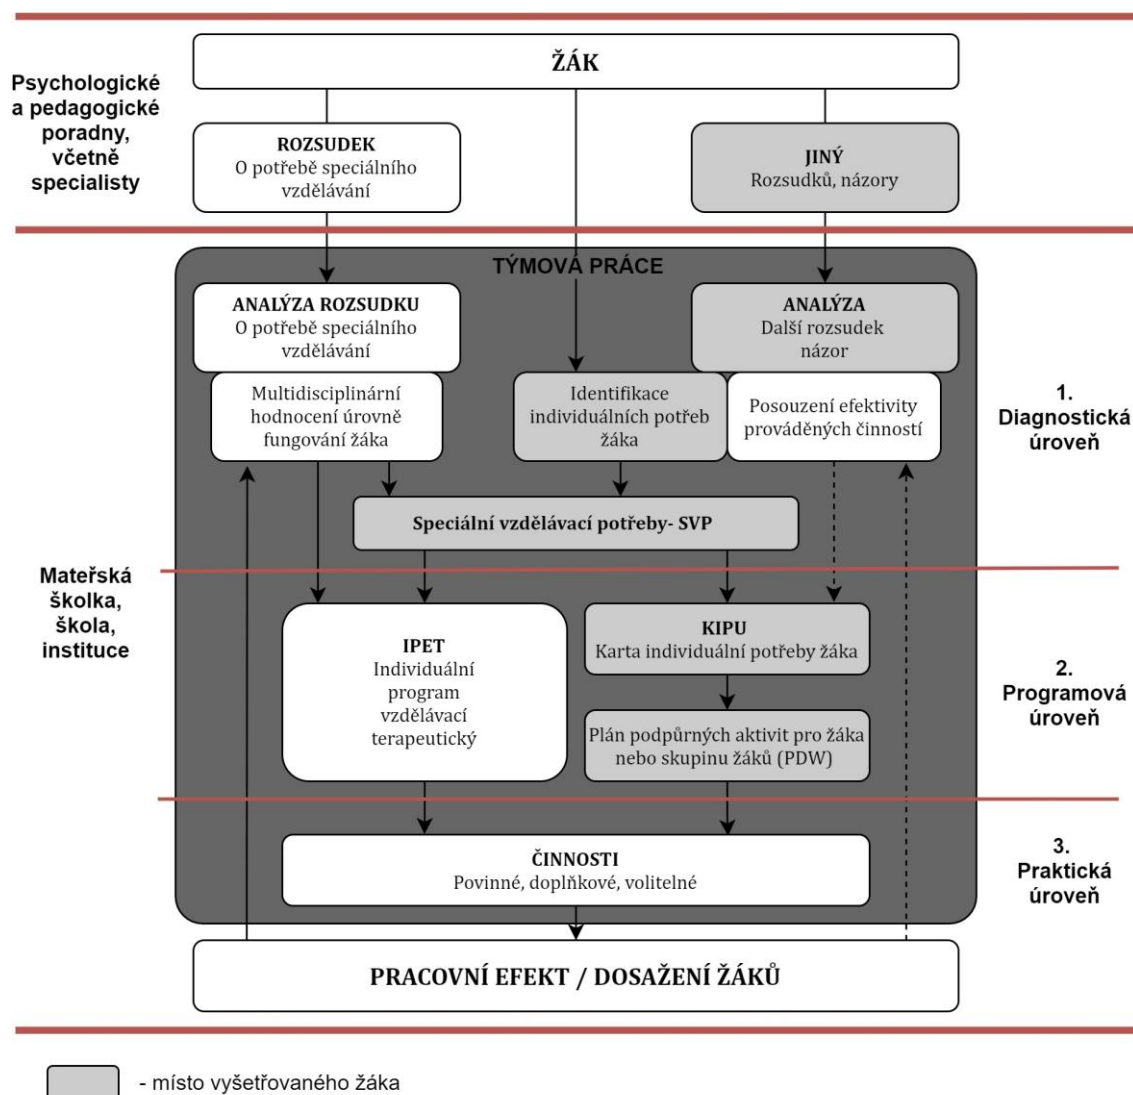 ŽÁK
Psychologické
a pedagogické
poradny,
včetně
specialisty
ROZSUDEK
O potřebě speciálního
vzdělávání
JINÝ
Rozsudků, názory
TÝMOVÁ PRÁCE
ANALÝZA ROZSUDKU
O potřebě speciálního
vzdělávání
ANALÝZA
Další rozsudek
názor
Multidisciplinární
hodnocení úrovně
fungování žáka
Identifikace
individuálních potřeb
žáka
Posouzení efektivity
prováděných činností
1.
Diagnostická
úroveň
Speciální vzdělávací potřeby- SVP
Mateřská
školka,
škola,
instituce
IPET
Individuální
program
vzdělávací
terapeutický
KIPU
Karta individuální potřeby žáka
Plán podpůrných aktivit pro žáka
nebo skupinu žáků (PDW)
2.
Programová
úroveň
ČINNOSTI
Povinné, doplňkové, volitelné
3.
Praktická
úroveň
PRACOVNÍ EFEKT / DOSAŽENÍ ŽÁKŮ
- místo vyšetřovaného žáka